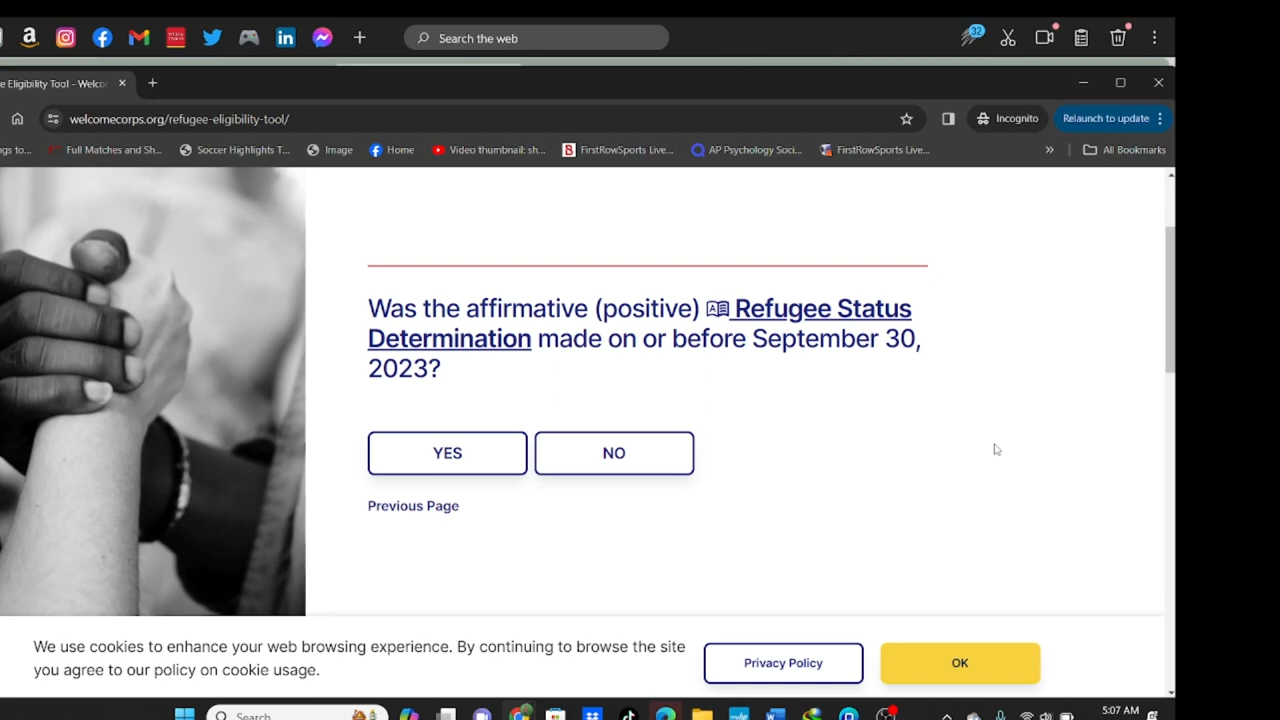 Search the web
32
e Eligibility Tool - Welco
welcomecorps.org/refugee-eligibility-tool/
Incognito
Relaunch to update
gs to...
Full Matches and Sh...
Soccer Highlights T...
Image
Home
Video thumbnail: sh...
FirstRowSports Live...
AP Psychology Soci...
FirstRowSports Live...
All Bookmarks
Was the affirmative (positive) Refugee Status
Determination made on or before September 30,
2023?
YES
NO
Previous Page
We use cookies to enhance your web browsing experience. By continuing to browse the site
you agree to our policy on cookie usage.
Privacy Policy
OK
Search
5:07 AM